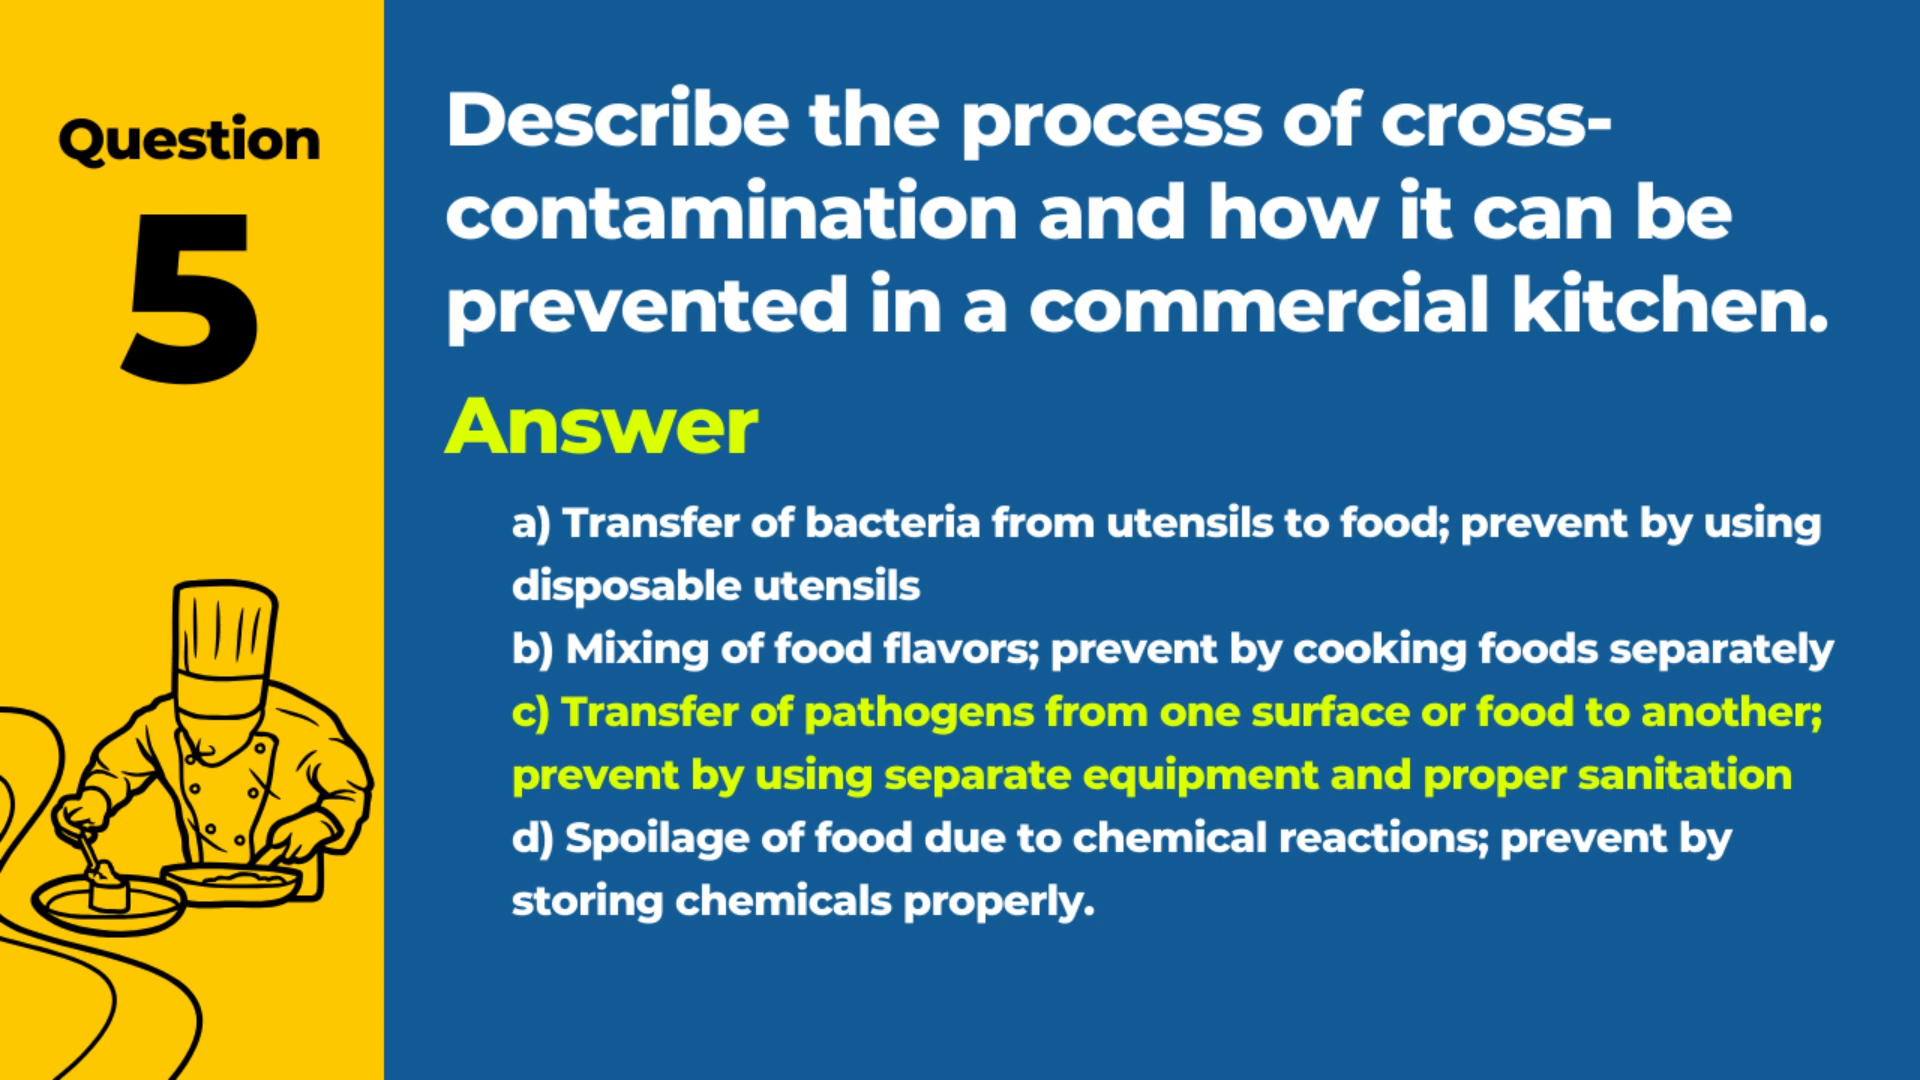 Question
5
Describe the process of cross-
contamination and how it can be
prevented in a commercial kitchen.
Answer
a) Transfer of bacteria from utensils to food; prevent by using
disposable utensils
b) Mixing of food flavors; prevent by cooking foods separately
c) Transfer of pathogens from one surface or food to another;
prevent by using separate equipment and proper sanitation
d) Spoilage of food due to chemical reactions; prevent by
storing chemicals properly.